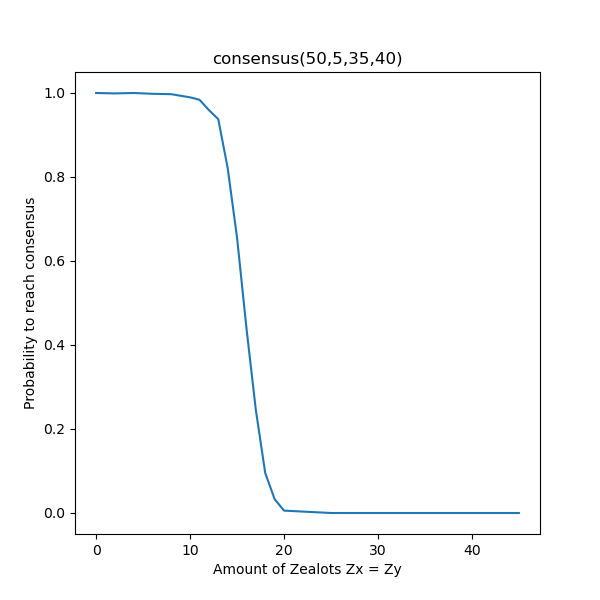 consensus(50,5,35,40)
Probability to reach consensus
1.0
0.8
0.6
0.4
0.2
0.0
0 10 20 30 40
Amount of Zealots Zx = Zy